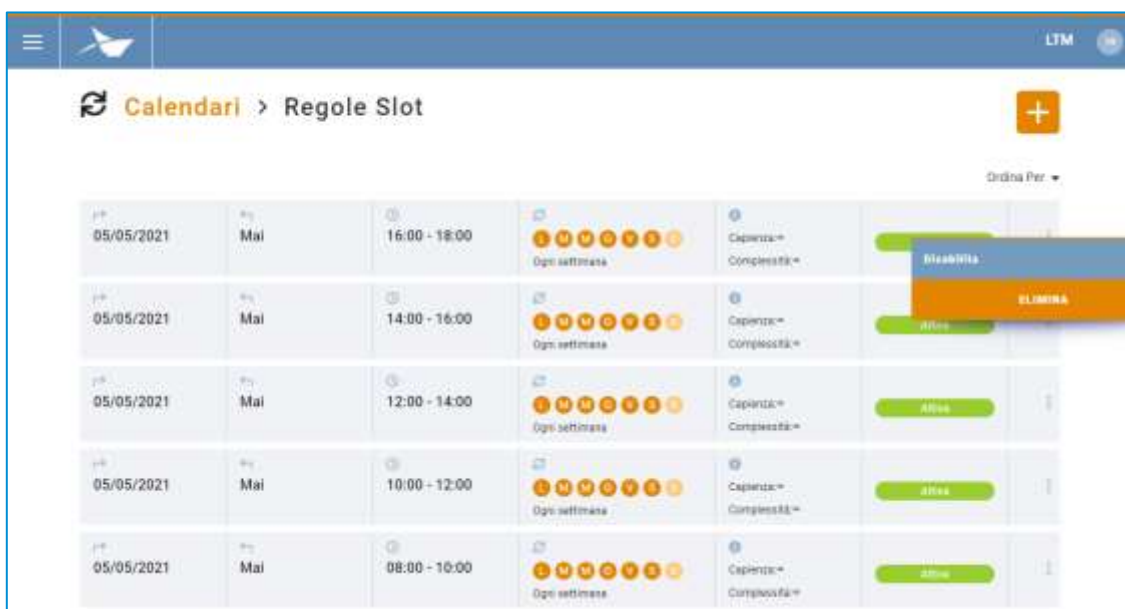 LTM
Calendari > Regole Slot
+
Ordina Per
05/05/2021 Mai 16:00 - 18:00 L M M G V S
Ogni settimana
Capienza:∞
Complessità:∞
Disabilita
ELIMINA
05/05/2021 Mai 14:00 - 16:00 L M M G V S
Ogni settimana
Capienza:∞
Complessità:∞
Attiva
05/05/2021 Mai 12:00 - 14:00 L M M G V S
Ogni settimana
Capienza:∞
Complessità:∞
Attiva
05/05/2021 Mai 10:00 - 12:00 L M M G V S
Ogni settimana
Capienza:∞
Complessità:∞
Attiva
05/05/2021 Mai 08:00 - 10:00 L M M G V S
Ogni settimana
Capienza:∞
Complessità:∞
Attiva